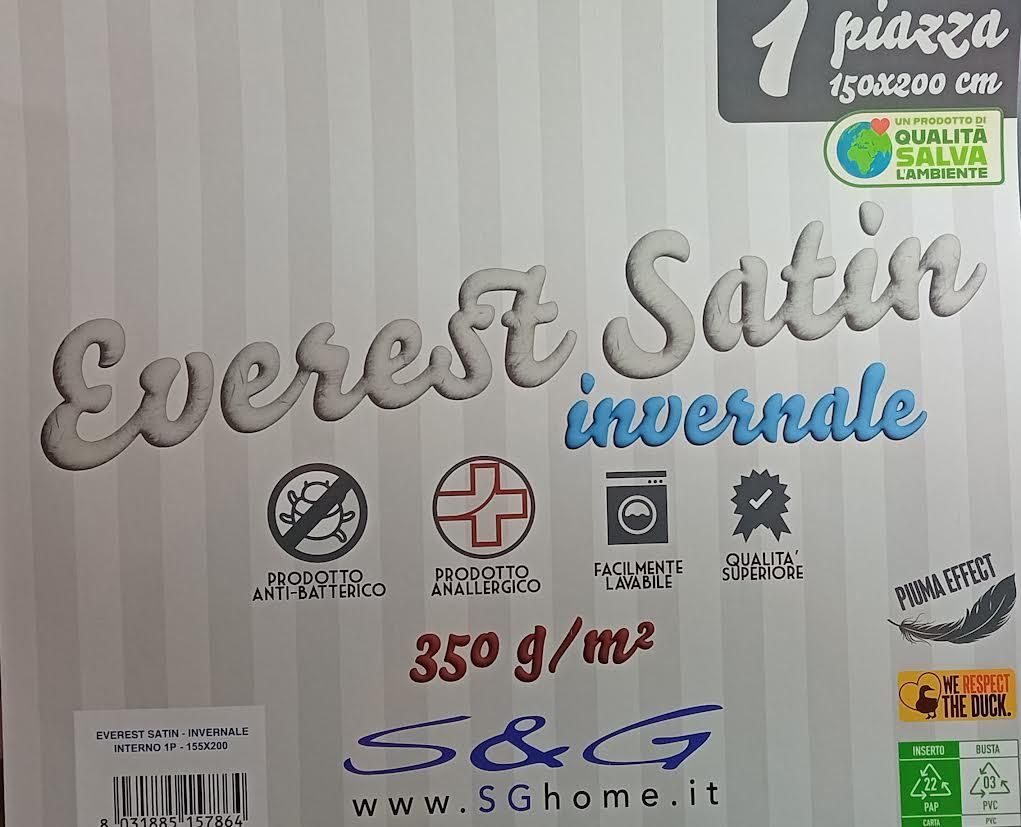 1 piazza
150x200 cm
UN PRODOTTO DI
QUALITÀ
SALVA
L'AMBIENTE
Everest Satin
invernale
PRODOTTO
ANTI-BATTERICO
PRODOTTO
ANALLERGICO
FACILMENTE
LAVABILE
QUALITA'
SUPERIORE
PIUMA EFFECT
350 g/m²
WE RESPECT
THE DUCK.
EVEREST SATIN - INVERNALE
INTERNO 1P - 155X200
8 031885 157864
S&G
www.SGhome.it
INSERTO
22
PAP
CARTA
BUSTA
03
PVC
PVC